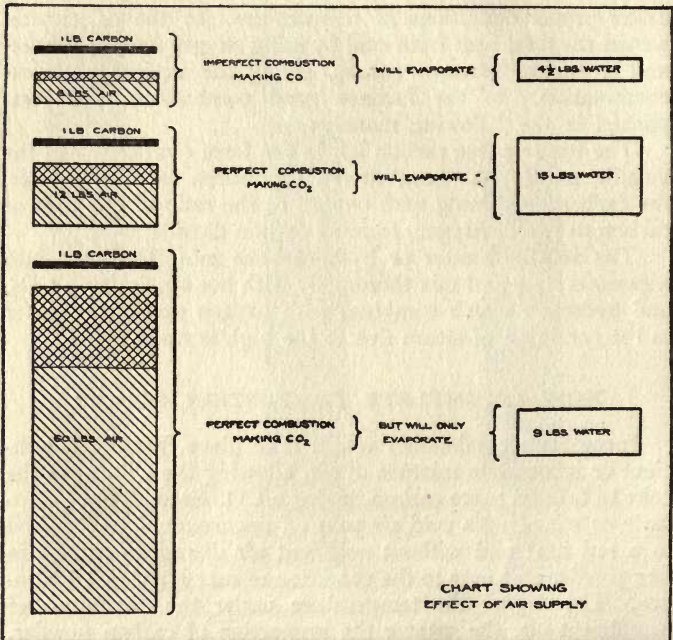 1 LB CARBON
6 LBS AIR
IMPERFECT COMBUSTION
MAKING CO
WILL EVAPORATE
4½ LBS WATER
1 LB CARBON
12 LBS AIR
PERFECT COMBUSTION
MAKING CO₂
WILL EVAPORATE
15 LBS WATER
1 LB CARBON
60 LBS AIR
PERFECT COMBUSTION
MAKING CO₂
BUT WILL ONLY
EVAPORATE
9 LBS WATER
CHART SHOWING
EFFECT OF AIR SUPPLY